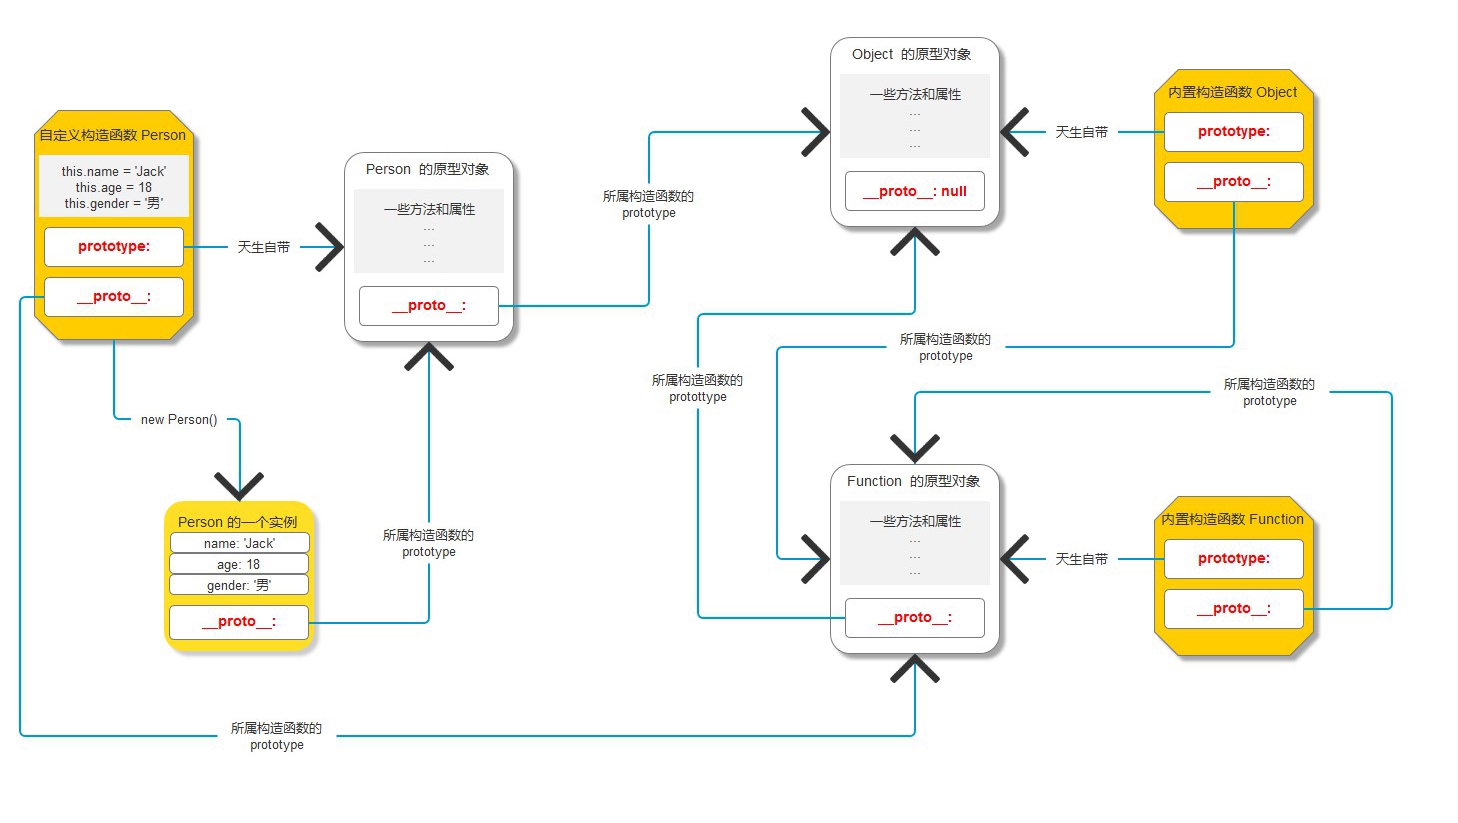 自定义构造函数 Person
this.name = 'Jack'
this.age = 18
this.gender = '男'
prototype:
__proto__:
天生自带
Person 的原型对象
一些方法和属性
...
...
...
__proto__:
new Person()
Person 的一个实例
name: 'Jack'
age: 18
gender: '男'
__proto__:
所属构造函数的
prototype
所属构造函数的
prototype
所属构造函数的
prototype
Object 的原型对象
一些方法和属性
...
...
...
__proto__: null
天生自带
内置构造函数 Object
prototype:
__proto__:
所属构造函数的
prototype
所属构造函数的
protottype
所属构造函数的
prototype
Function 的原型对象
一些方法和属性
...
...
...
__proto__:
天生自带
内置构造函数 Function
prototype:
__proto__: